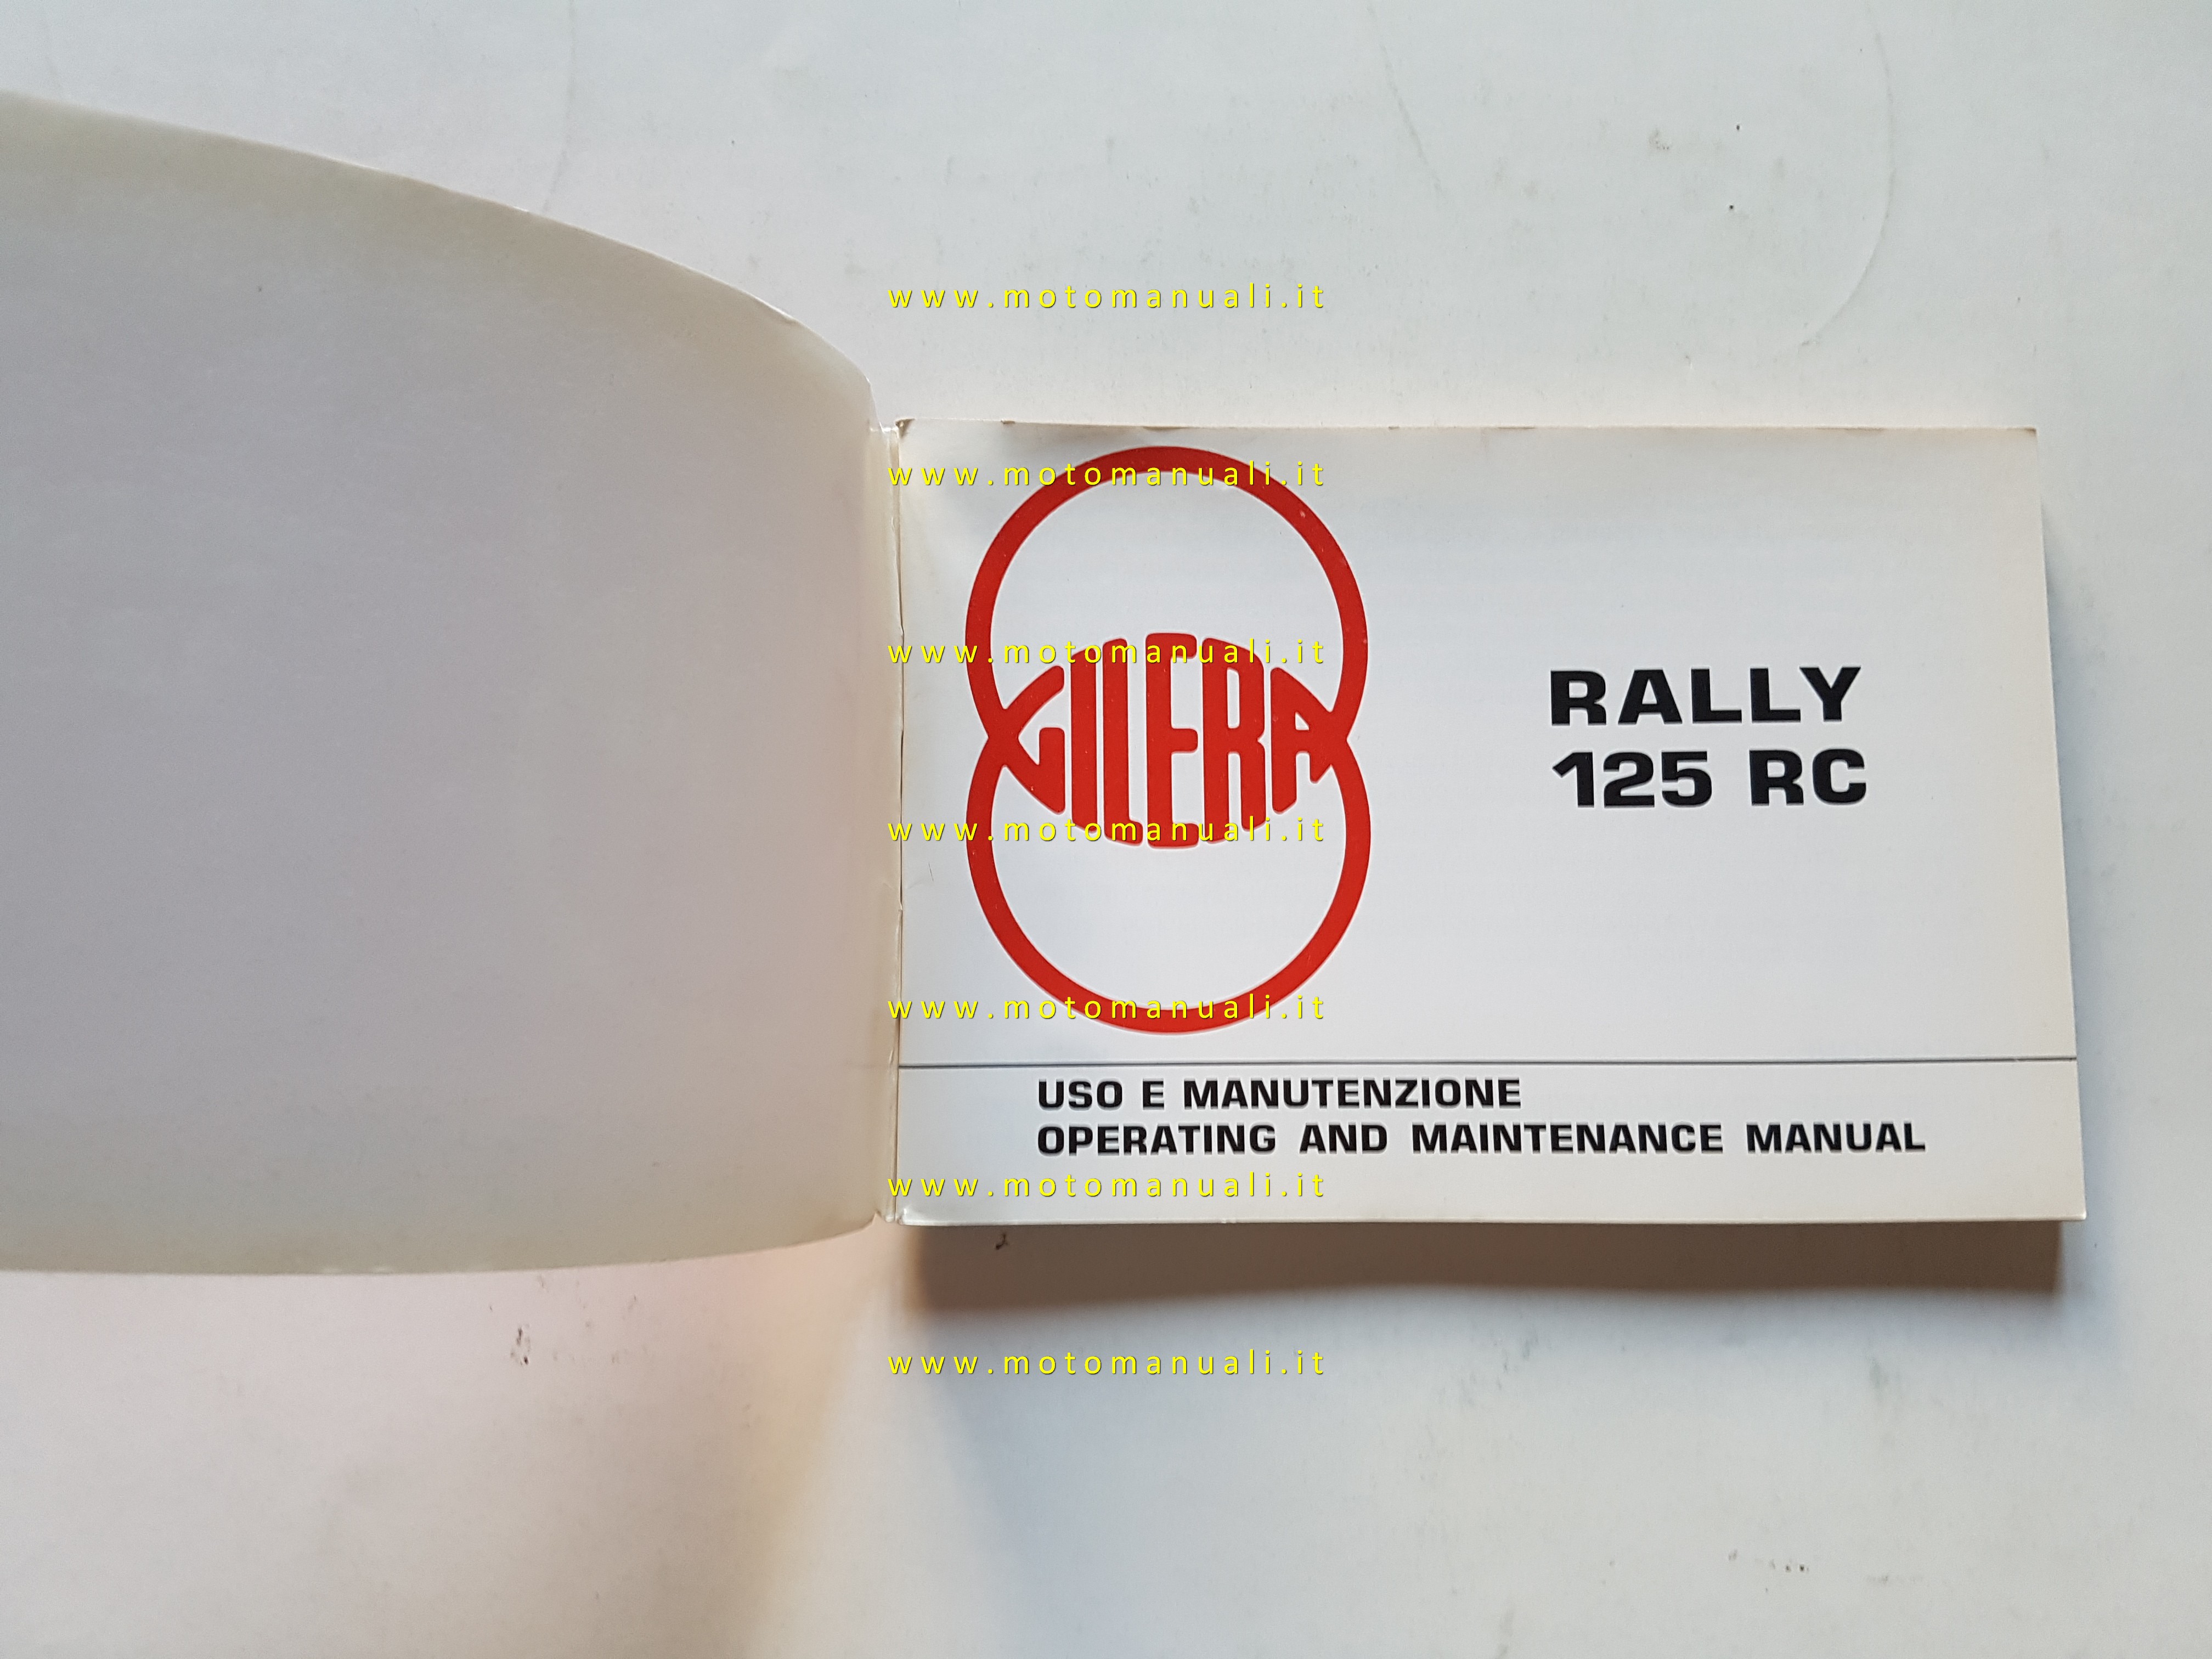 www.motomanuali.it
www.motomanuali.it
www.motomanuali.it
GILERA
RALLY
125 RC
www.motomanuali.it
www.motomanuali.it
USO E MANUTENZIONE
OPERATING AND MAINTENANCE MANUAL
www.motomanuali.it
www.motomanuali.it